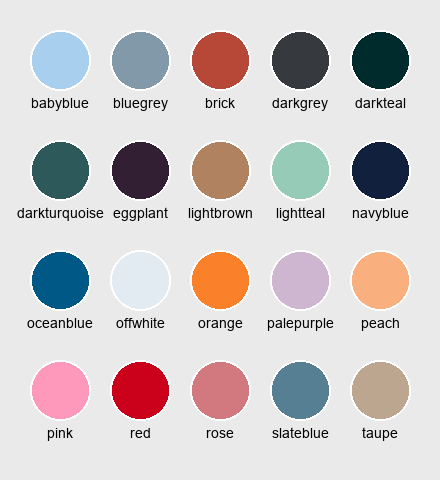 babyblue bluegrey brick darkgrey darkteal
darkturquoise eggplant lightbrown lightteal navyblue
oceanblue offwhite orange palepurple peach
pink red rose slateblue taupe